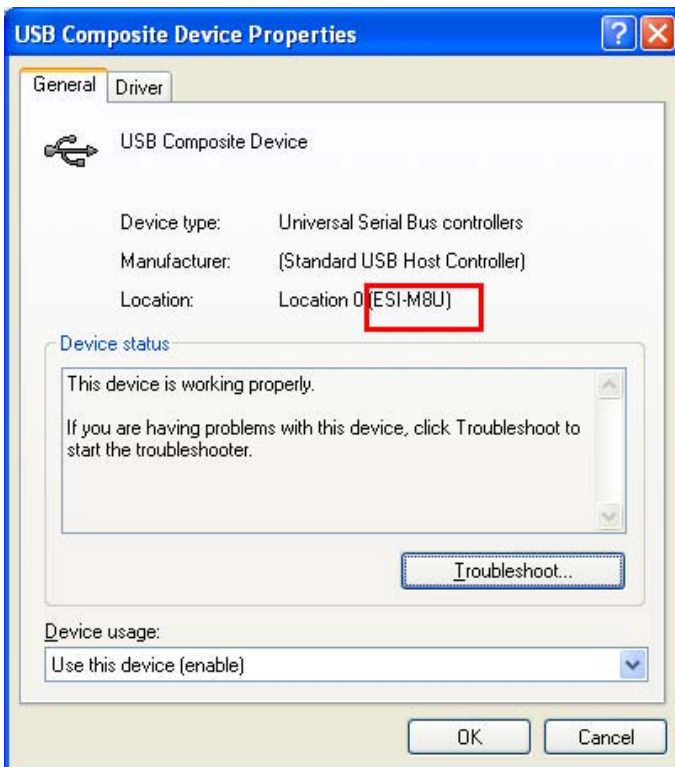 USB Composite Device Properties
General
Driver
USB Composite Device
Device type: Universal Serial Bus controllers
Manufacturer: (Standard USB Host Controller)
Location: Location 0 (ESI-M8U)
Device status
This device is working properly.
If you are having problems with this device, click Troubleshoot to
start the troubleshooter.
Troubleshoot...
Device usage:
Use this device (enable)
OK
Cancel